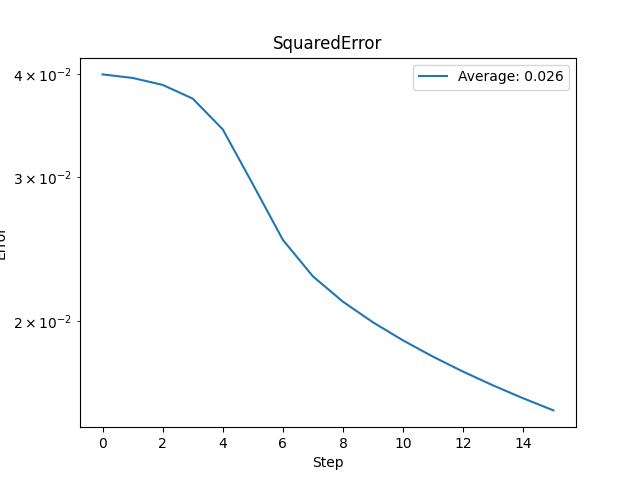 SquaredError
Average: 0.026
4 × 10⁻²
3 × 10⁻²
2 × 10⁻²
Error
0 2 4 6 8 10 12 14
Step